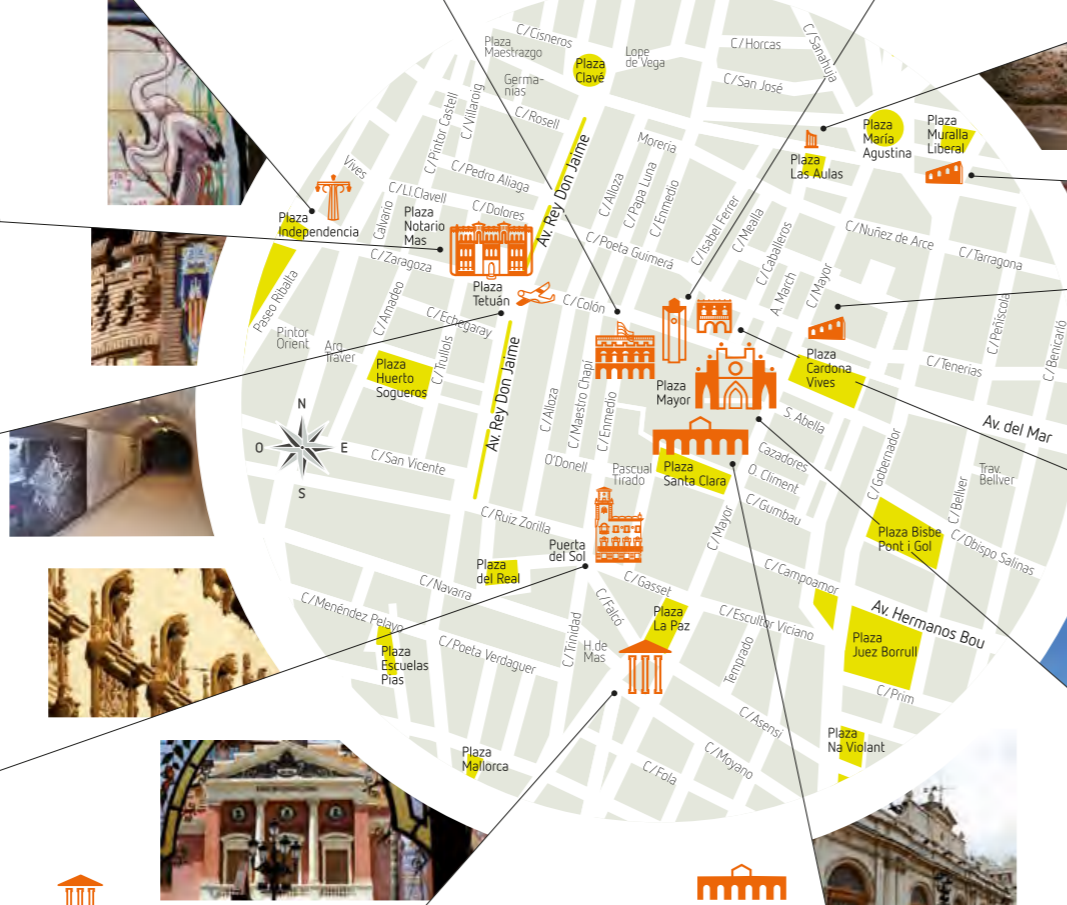 C/Cisneros
Plaza
Maestrazgo
Plaza
Clavé
Lope
de Vega
C/Horcas
C/Sanahuja
Germa-
nías
C/San José
C/Pintor Castell
C/Villaroig
C/Rosell
Plaza
María
Agustina
Plaza
Muralla
Liberal
Morería
Plaza
Las Aulas
Vives
C/Pedro Aliaga
Av. Rey Don Jaime
C/Alloza
C/Papa Luna
C/Enmedio
C/Ll.Clavell
C/Dolores
Calvario
Plaza
Notario
Mas
Plaza
Independencia
C/Isabel Ferrer
C/Mealla
C/Caballeros
C/Nuñez de Arce
C/Tarragona
C/Zaragoza
C/Poeta Guimerá
A. March
C/Mayor
Paseo Ribalta
Plaza
Tetuán
C/Colón
C/Amadeo
C/Echegaray
C/Peñiscola
C/Benicarló
Pintor
Orient
Arq.
Traver
C/Trullols
Plaza
Huerto
Sogueros
Av. Rey Don Jaime
C/Alloza
C/Maestro Chapí
C/Enmedio
Plaza
Mayor
Plaza
Cardona
Vives
C/Tenerias
N
O
E
S
S. Abella
Av. del Mar
C/San Vicente
O'Donell
Pascual
Tirado
Plaza
Santa Clara
Cazadores
O. Climent
C/Gumbau
C/Gobernador
C/Bellver
Trav.
Bellver
C/Ruiz Zorilla
C/Mayor
Plaza Bisbe
Pont i Gol
C/Obispo Salinas
Puerta
del Sol
Plaza
del Real
C/Navarra
C/Gasset
C/Campoamor
C/Menéndez Pelayo
C/Falcó
Plaza
La Paz
C/Escultor Viciano
Av. Hermanos Bou
Plaza
Escuelas
Pias
C/Poeta Verdaguer
C/Trinidad
H.de
Mas
Temprado
Plaza
Juez Borrull
C/Prim
C/Asensi
Plaza
Na Violant
Plaza
Mallorca
C/Moyano
C/Fola